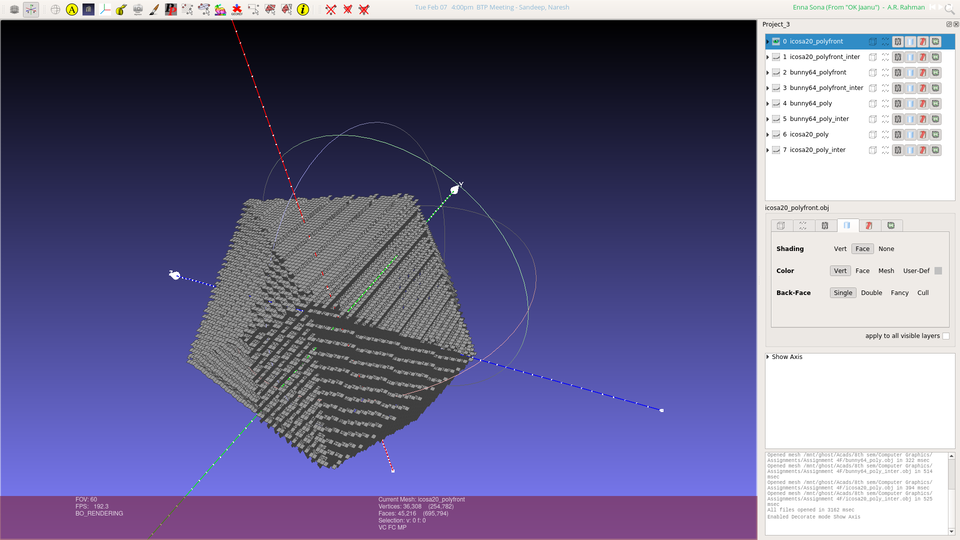 Tue Feb 07 4:00pm BTP Meeting - Sandeep, Naresh
Enna Sona (From "OK Jaanu") - A.R. Rahman
Project_3
0 icosa20_polyfront
1 icosa20_polyfront_inter
2 bunny64_polyfront
3 bunny64_polyfront_inter
4 bunny64_poly
5 bunny64_poly_inter
6 icosa20_poly
7 icosa20_poly_inter
icosa20_polyfront.obj
Shading Vert Face None
Color Vert Face Mesh User-Def
Back-Face Single Double Fancy Cull
apply to all visible layers
Show Axis
Opened mesh /mnt/ghost/Acads/8th sem/Computer Graphics/
Assignments/Assignment 4F/bunny64_poly.obj in 322 msec
Opened mesh /mnt/ghost/Acads/8th sem/Computer Graphics/
Assignments/Assignment 4F/bunny64_poly_inter.obj in 514
msec
Opened mesh /mnt/ghost/Acads/8th sem/Computer Graphics/
Assignments/Assignment 4F/icosa20_poly.obj in 394 msec
Opened mesh /mnt/ghost/Acads/8th sem/Computer Graphics/
Assignments/Assignment 4F/icosa20_poly_inter.obj in 525
msec
All files opened in 3182 msec
Enabled Decorate mode Show Axis
Y
Z
FOV: 60
FPS: 192.3
BO_RENDERING
Current Mesh: icosa20_polyfront
Vertices: 36,308 (254,782)
Faces: 45,216 (695,794)
Selection: v: 0 f: 0
VC FC MP